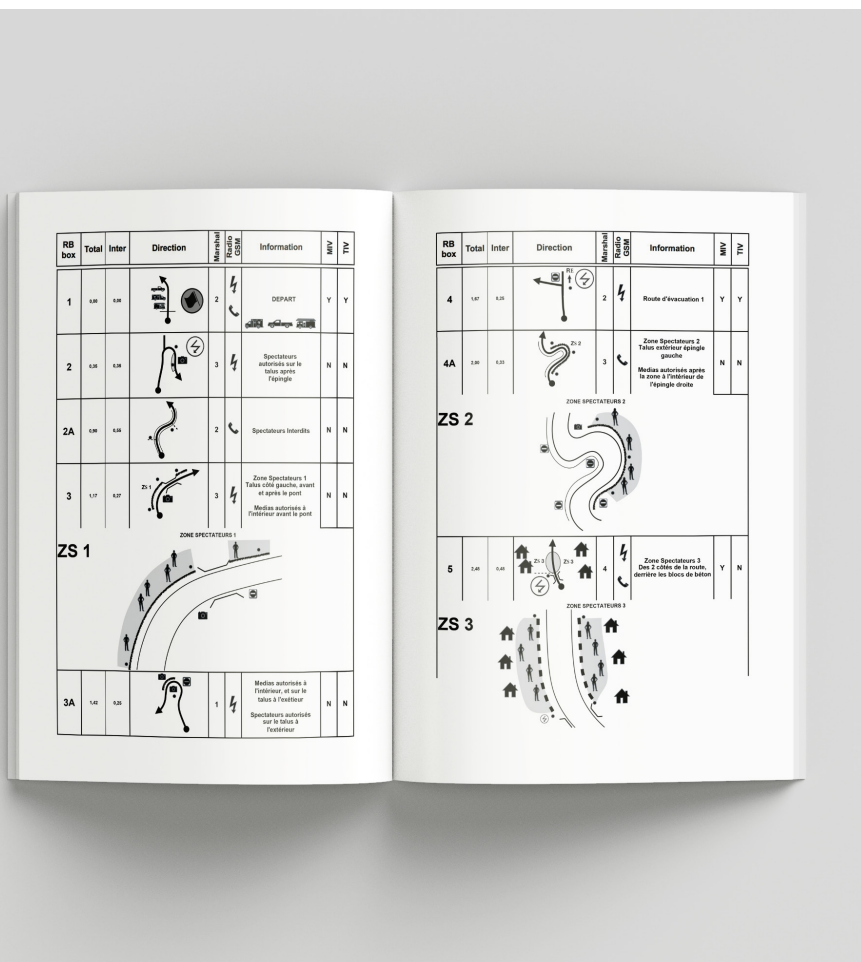 RB box Total Inter Direction Marshal Radio GSM Information MIV TIV
1 0,00 0,00 2 DEPART Y Y
2 0,35 0,35 3 Spectateurs
autorisés sur le
talus après
l'épingle
N N
2A 0,90 0,55 2 Spectateurs Interdits N N
3 1,17 0,27 ZS 1 3 Zone Spectateurs 1
Talus côté gauche, avant
et après le pont
Medias autorisés à
l'intérieur avant le pont
N N
ZONE SPECTATEURS 1
ZS 1
3A 1,42 0,25 1 Medias autorisés à
l'intérieur, et sur le
talus à l'exétieur
Spectateurs autorisés
sur le talus à
l'extérieur
N N
RB box Total Inter Direction Marshal Radio GSM Information MIV TIV
4 1,67 0,25 RE 2 Route d'évacuation 1 Y Y
4A 2,00 0,33 ZS 2 3 Zone Spectateurs 2
Talus extérieur épingle
gauche
Medias autorisés après
la zone à l'intérieur de
l'épingle droite
N N
ZONE SPECTATEURS 2
ZS 2
5 2,45 0,45 ZS 3 ZS 3 4 Zone Spectateurs 3
Des 2 côtés de la route,
derrière les blocs de béton
Y N
ZONE SPECTATEURS 3
ZS 3